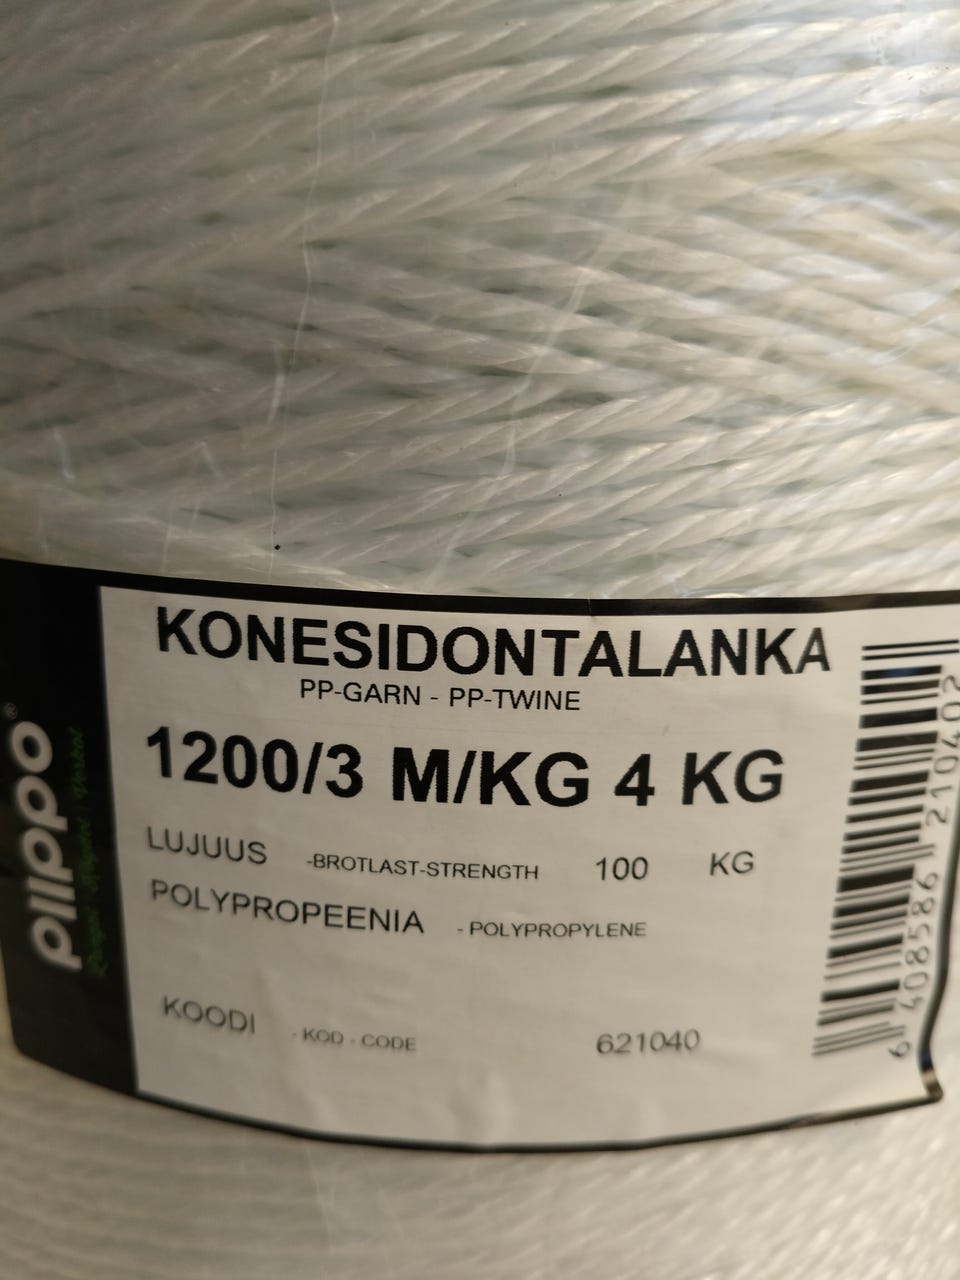 KONESIDONTALANKA
PP-GARN - PP-TWINE
1200/3 M/KG 4 KG
LUJUUS -BROTLAST-STRENGTH 100 KG
POLYPROPEENIA - POLYPROPYLENE
KOODI - KOD - CODE 621040
piippo®
6 408586 210402